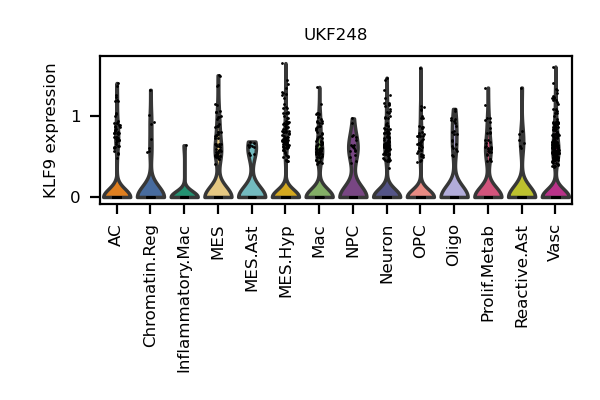 UKF248
KLF9 expression
1
0
AC
Chromatin.Reg
Inflammatory.Mac
MES
MES.Ast
MES.Hyp
Mac
NPC
Neuron
OPC
Oligo
Prolif.Metab
Reactive.Ast
Vasc